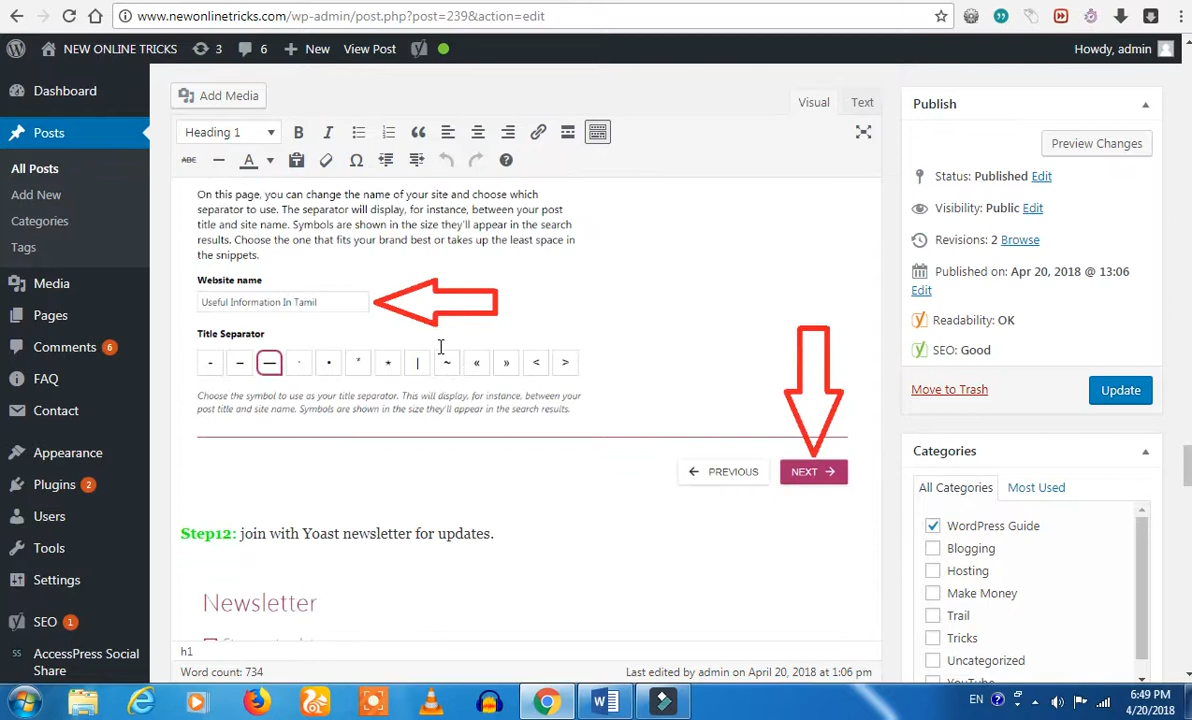 www.newonlinetricks.com/wp-admin/post.php?post=239&action=edit
NEW ONLINE TRICKS 3 6 New View Post Howdy, admin
Dashboard
Posts
All Posts
Add New
Categories
Tags
Media
Pages
Comments 6
FAQ
Contact
Appearance
Plugins 2
Users
Tools
Settings
SEO 1
AccessPress Social
Share
Add Media
Visual Text
Heading 1
B I
ABC A
On this page, you can change the name of your site and choose which
separator to use. The separator will display, for instance, between your post
title and site name. Symbols are shown in the size they'll appear in the search
results. Choose the one that fits your brand best or takes up the least space in
the snippets.
Website name
Useful Information In Tamil
Title Separator
- – — · • * ⋆ | ~ « » < >
Choose the symbol to use as your title separator. This will display, for instance, between your
post title and site name. Symbols are shown in the size they'll appear in the search results.
← PREVIOUS NEXT →
Step12: join with Yoast newsletter for updates.
Newsletter
h1
Word count: 734 Last edited by admin on April 20, 2018 at 1:06 pm
Publish
Preview Changes
Status: Published Edit
Visibility: Public Edit
Revisions: 2 Browse
Published on: Apr 20, 2018 @ 13:06
Edit
Readability: OK
SEO: Good
Move to Trash Update
Categories
All Categories Most Used
WordPress Guide
Blogging
Hosting
Make Money
Trail
Tricks
Uncategorized
YouTube
EN 6:49 PM
4/20/2018